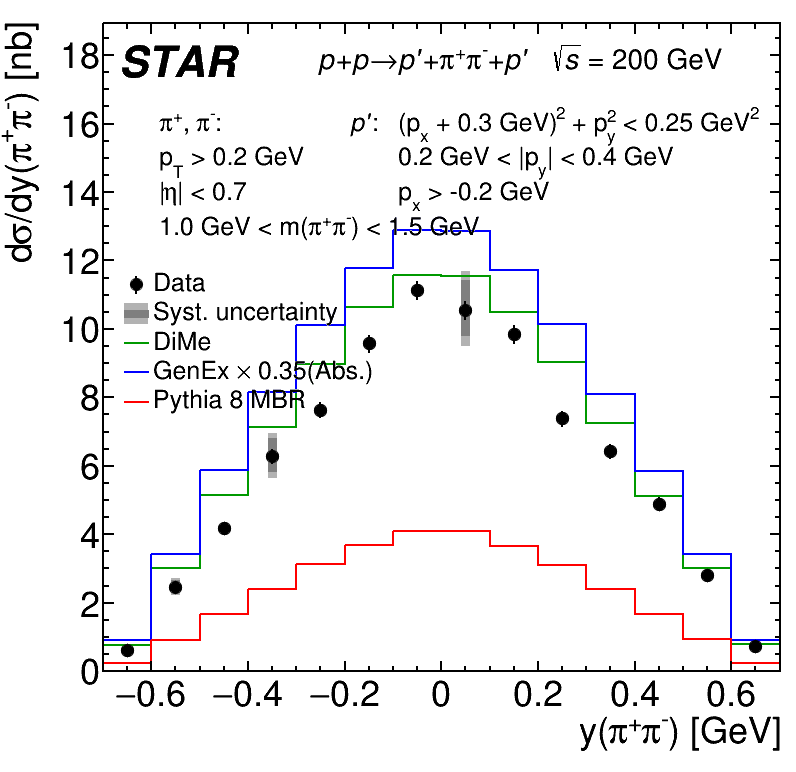 STAR p+p→p′+π⁺π⁻+p′ √s = 200 GeV
π⁺, π⁻: p′: (pₓ + 0.3 GeV)² + p_y² < 0.25 GeV²
p_T > 0.2 GeV 0.2 GeV < |p_y| < 0.4 GeV
|η| < 0.7 pₓ > -0.2 GeV
1.0 GeV < m(π⁺π⁻) < 1.5 GeV
Data
Syst. uncertainty
DiMe
GenEx × 0.35(Abs.)
Pythia 8 MBR
dσ/dy(π⁺π⁻) [nb]
18
16
14
12
10
8
6
4
2
0
−0.6 −0.4 −0.2 0 0.2 0.4 0.6
y(π⁺π⁻) [GeV]